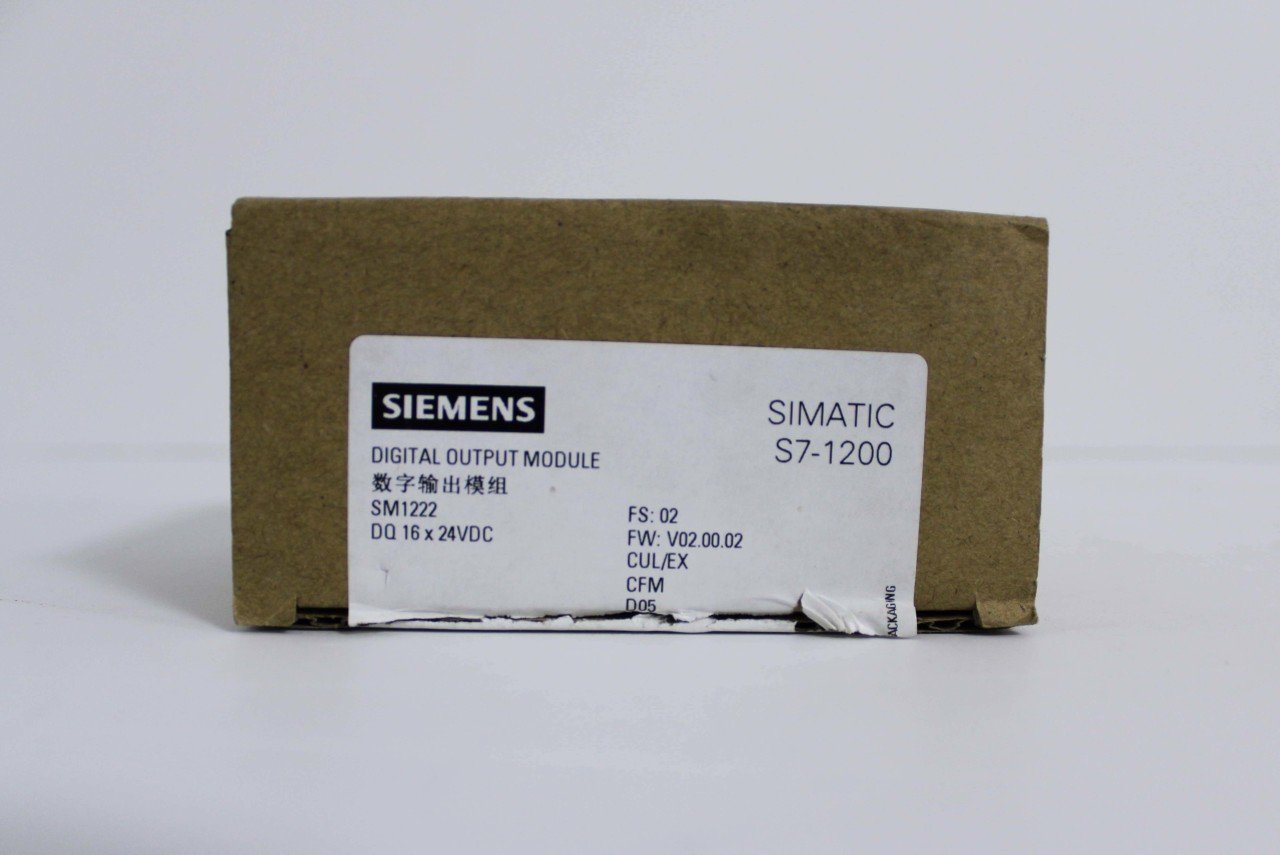 SIEMENS
SIMATIC
S7-1200
DIGITAL OUTPUT MODULE
数字输出模组
SM1222
DQ 16 x 24VDC
FS: 02
FW: V02.00.02
CUL/EX
CFM
D05